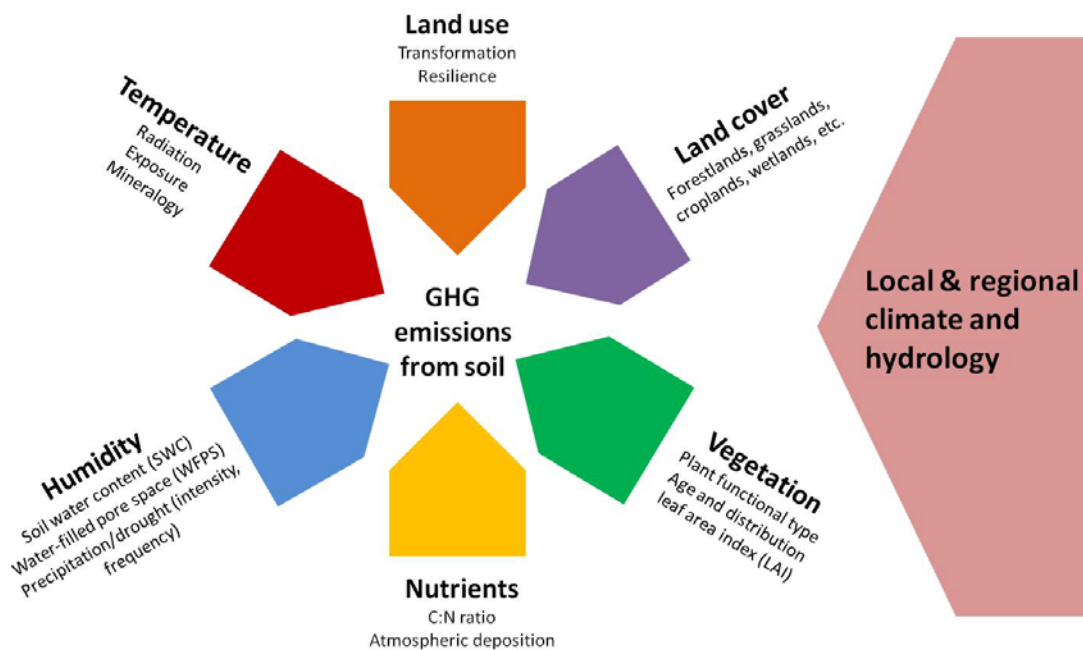 Land use
Transformation
Resilience
Temperature
Radiation
Exposure
Mineralogy
Land cover
Forestlands, grasslands,
croplands, wetlands, etc.
GHG
emissions
from soil
Local & regional
climate and
hydrology
Humidity
Soil water content (SWC)
Water-filled pore space (WFPS)
Precipitation/drought (intensity,
frequency)
Vegetation
Plant functional type
Age and distribution
leaf area index (LAI)
Nutrients
C:N ratio
Atmospheric deposition